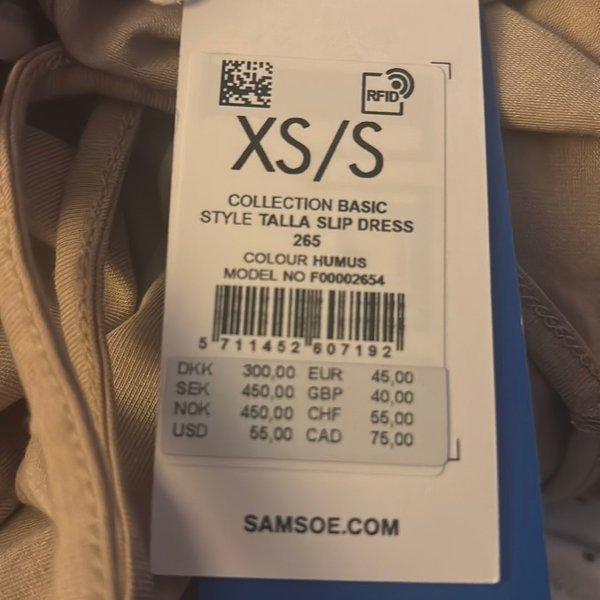 RFID
XS/S
COLLECTION BASIC
STYLE TALLA SLIP DRESS
265
COLOUR HUMUS
MODEL NO F00002654
5 711452 607192
DKK 300,00 EUR 45,00
SEK 450,00 GBP 40,00
NOK 450,00 CHF 55,00
USD 55,00 CAD 75,00
SAMSOE.COM